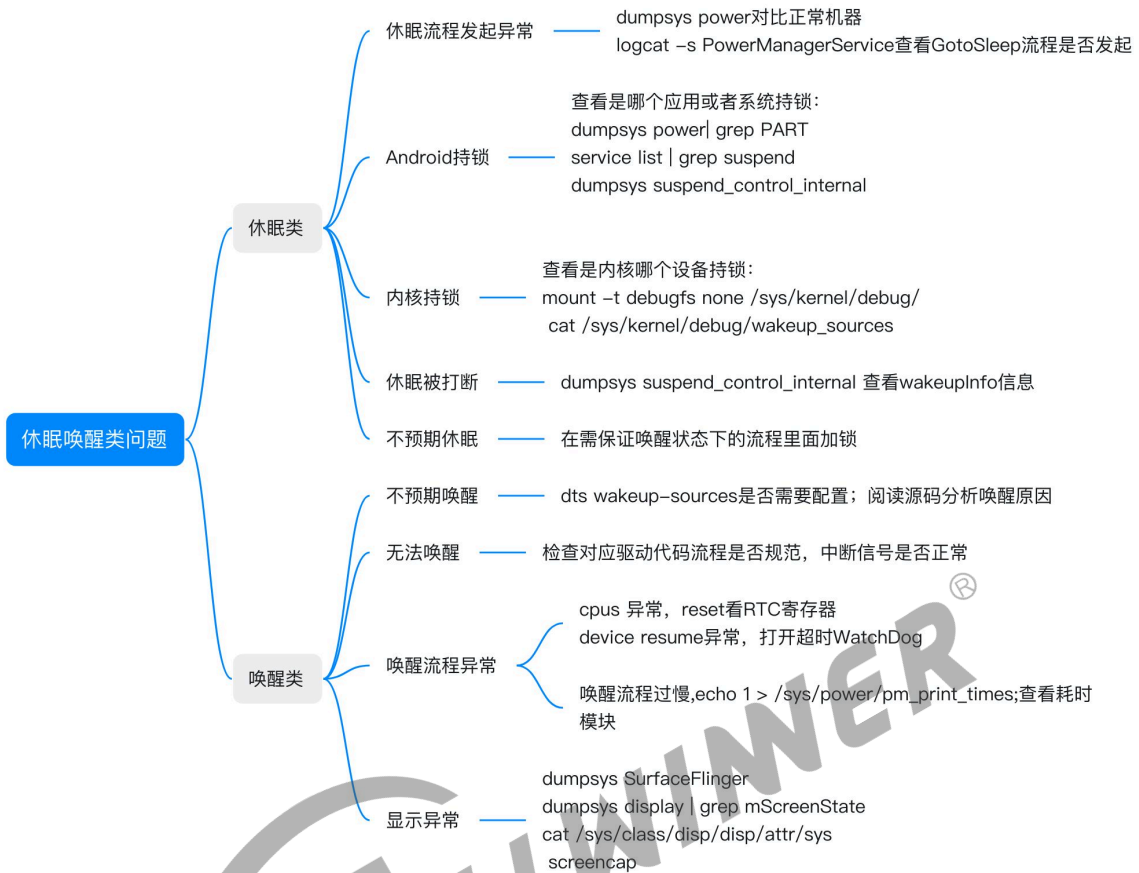 休眠唤醒类问题
休眠类
休眠流程发起异常
dumpsys power对比正常机器
logcat -s PowerManagerService查看GotoSleep流程是否发起
Android持锁
查看是哪个应用或者系统持锁：
dumpsys power| grep PART
service list | grep suspend
dumpsys suspend_control_internal
内核持锁
查看是内核哪个设备持锁：
mount -t debugfs none /sys/kernel/debug/
cat /sys/kernel/debug/wakeup_sources
休眠被打断
dumpsys suspend_control_internal 查看wakeupInfo信息
不预期休眠
在需保证唤醒状态下的流程里面加锁
唤醒类
不预期唤醒
dts wakeup-sources是否需要配置；阅读源码分析唤醒原因
无法唤醒
检查对应驱动代码流程是否规范，中断信号是否正常
唤醒流程异常
cpus 异常，reset看RTC寄存器
device resume异常，打开超时WatchDog
唤醒流程过慢,echo 1 > /sys/power/pm_print_times;查看耗时
模块
显示异常
dumpsys SurfaceFlinger
dumpsys display | grep mScreenState
cat /sys/class/disp/disp/attr/sys
screencap
WINNER®